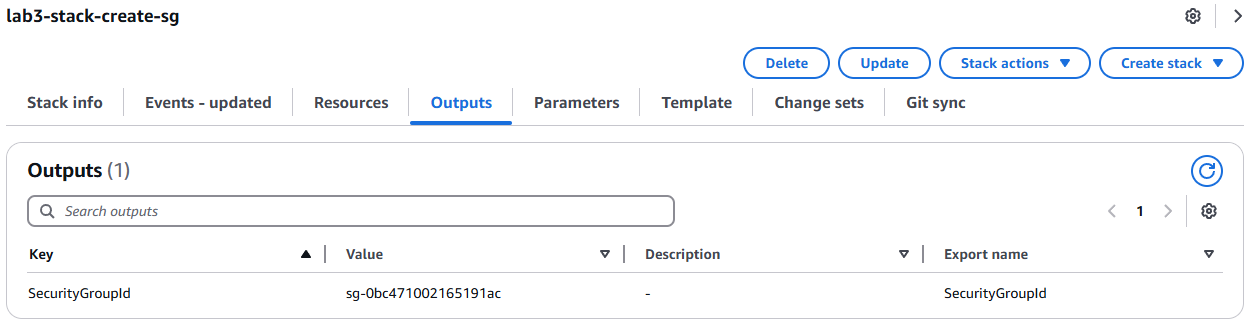 lab3-stack-create-sg
Delete Update Stack actions Create stack
Stack info Events - updated Resources Outputs Parameters Template Change sets Git sync
Outputs (1)
Search outputs 1
Key Value Description Export name
SecurityGroupId sg-0bc471002165191ac - SecurityGroupId